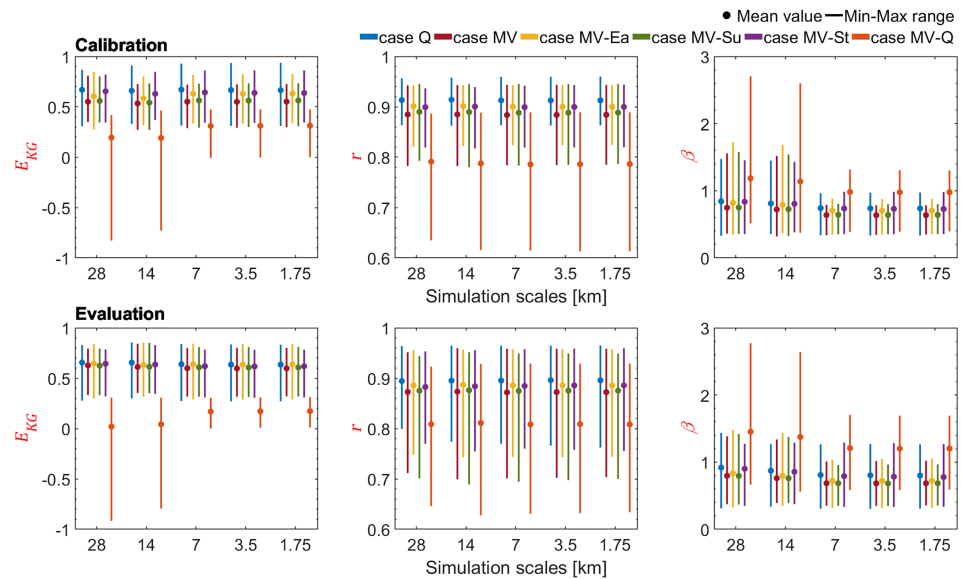 Mean value Min-Max range
case Q case MV case MV-Ea case MV-Su case MV-St case MV-Q
Calibration
1
0.5
0
-0.5
-1
E_KG
28 14 7 3.5 1.75
1
0.9
0.8
0.7
0.6
r
28 14 7 3.5 1.75
Simulation scales [km]
3
2
1
0
β
28 14 7 3.5 1.75
Evaluation
1
0.5
0
-0.5
-1
E_KG
28 14 7 3.5 1.75
1
0.9
0.8
0.7
0.6
r
28 14 7 3.5 1.75
Simulation scales [km]
3
2
1
0
β
28 14 7 3.5 1.75